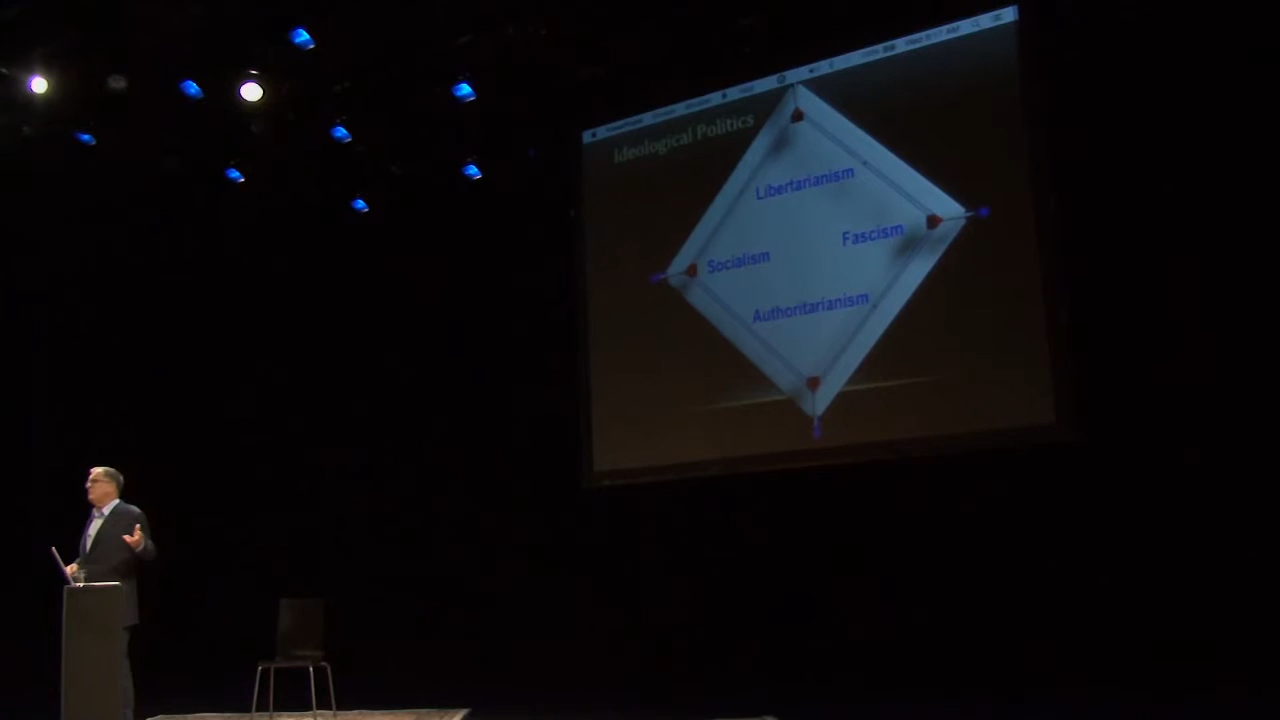 Ideological Politics
Libertarianism
Fascism
Socialism
Authoritarianism